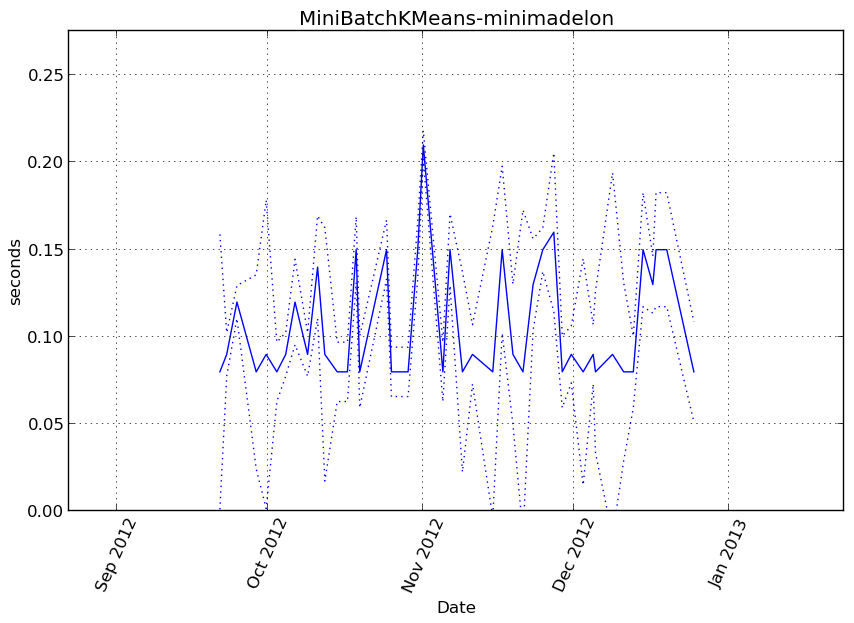 MiniBatchKMeans-minimadelon
0.25
0.20
0.15
0.10
0.05
0.00
seconds
Sep 2012
Oct 2012
Nov 2012
Dec 2012
Jan 2013
Date